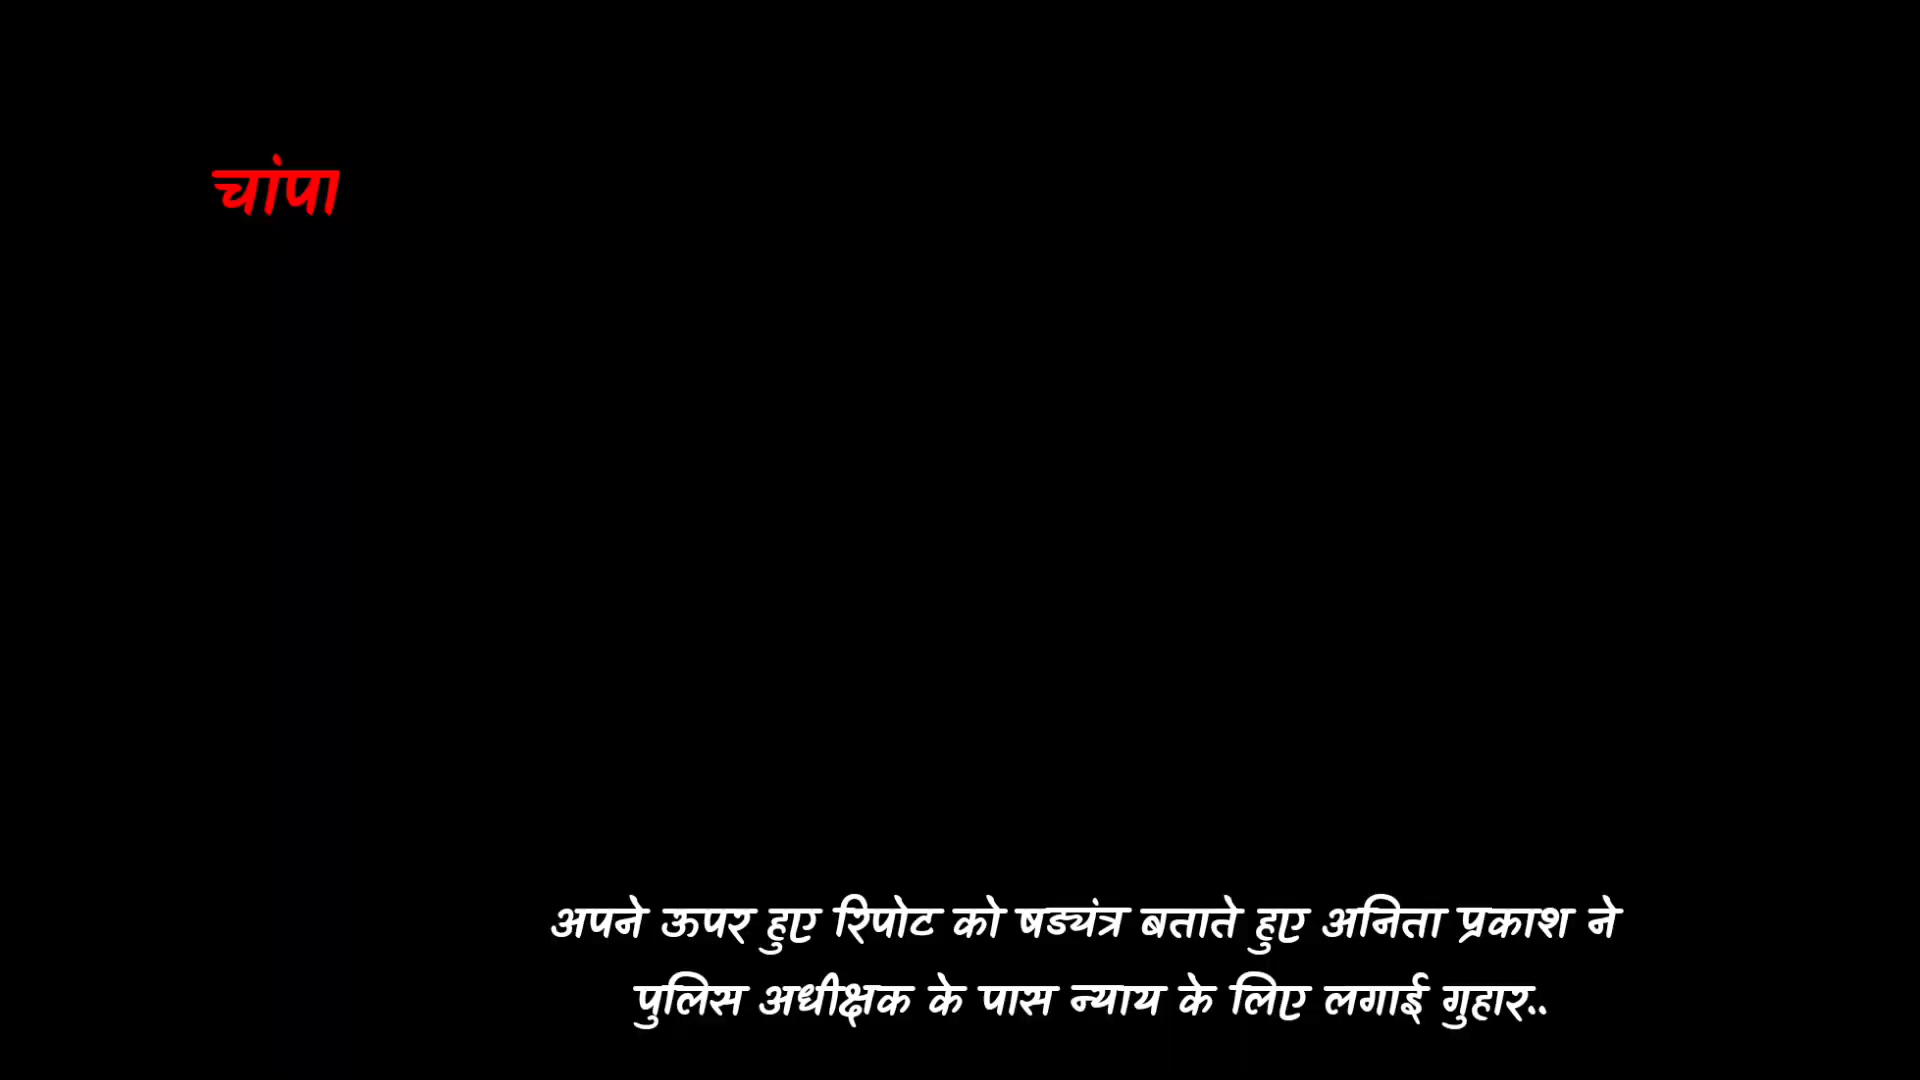 चांपा
अपने ऊपर हुए रिपोट को षड्यंत्र बताते हुए अनिता प्रकाश ने
पुलिस अधीक्षक के पास न्याय के लिए लगाई गुहार..